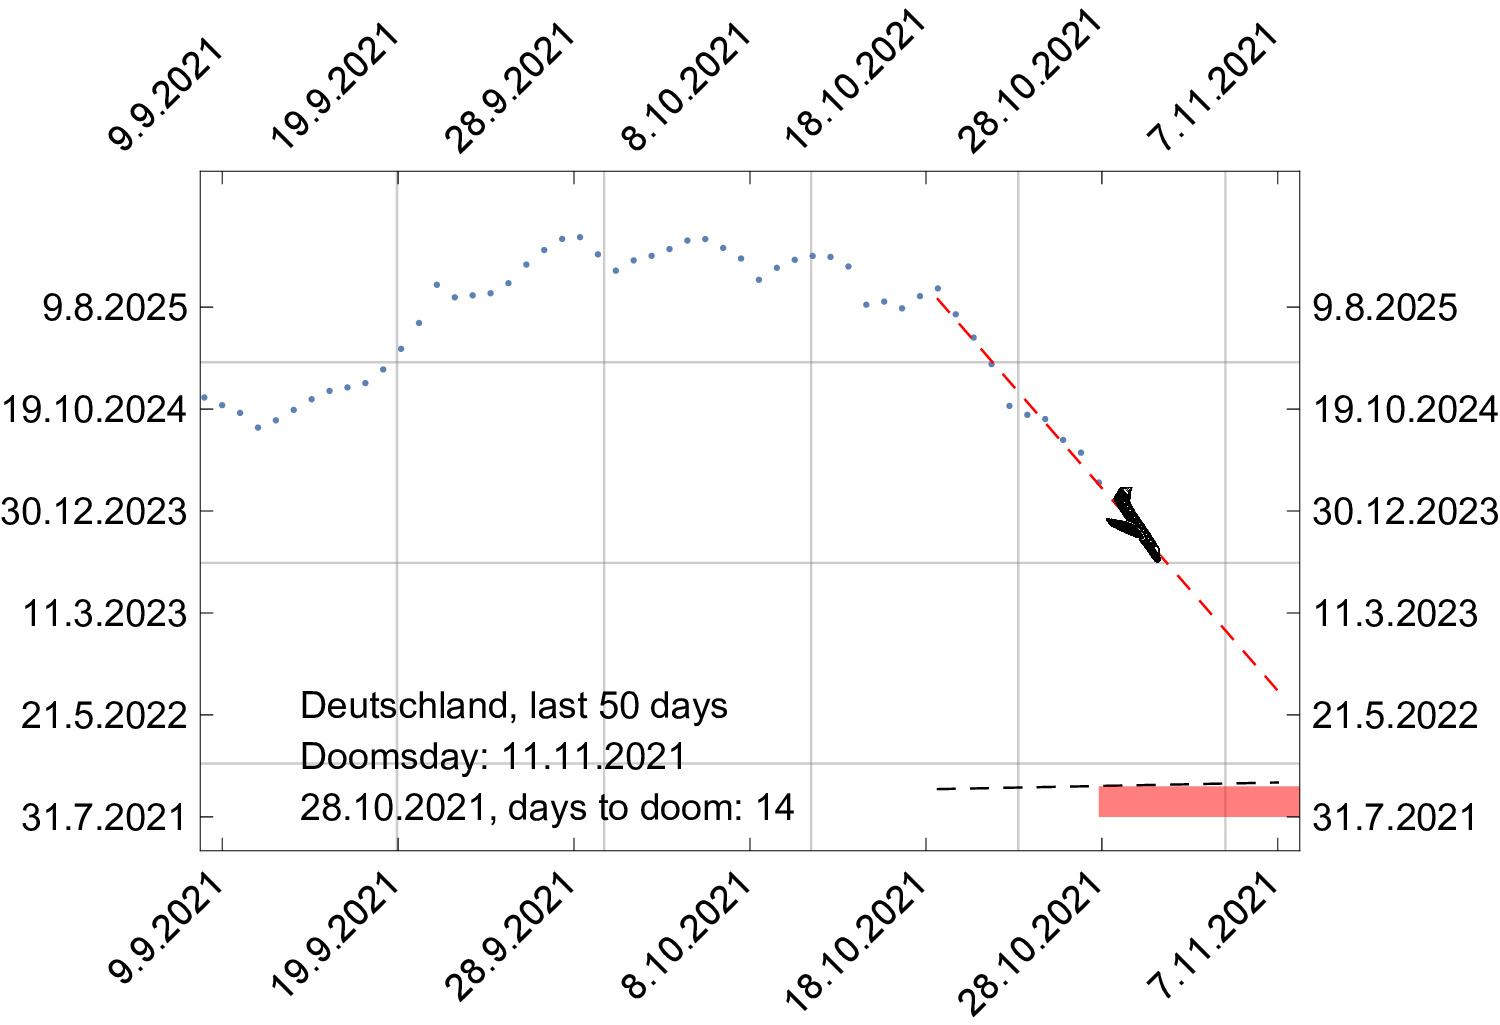 9.9.2021 19.9.2021 28.9.2021 8.10.2021 18.10.2021 28.10.2021 7.11.2021
9.8.2025 9.8.2025
19.10.2024 19.10.2024
30.12.2023 30.12.2023
11.3.2023 11.3.2023
21.5.2022 21.5.2022
31.7.2021 31.7.2021
Deutschland, last 50 days
Doomsday: 11.11.2021
28.10.2021, days to doom: 14
9.9.2021 19.9.2021 28.9.2021 8.10.2021 18.10.2021 28.10.2021 7.11.2021